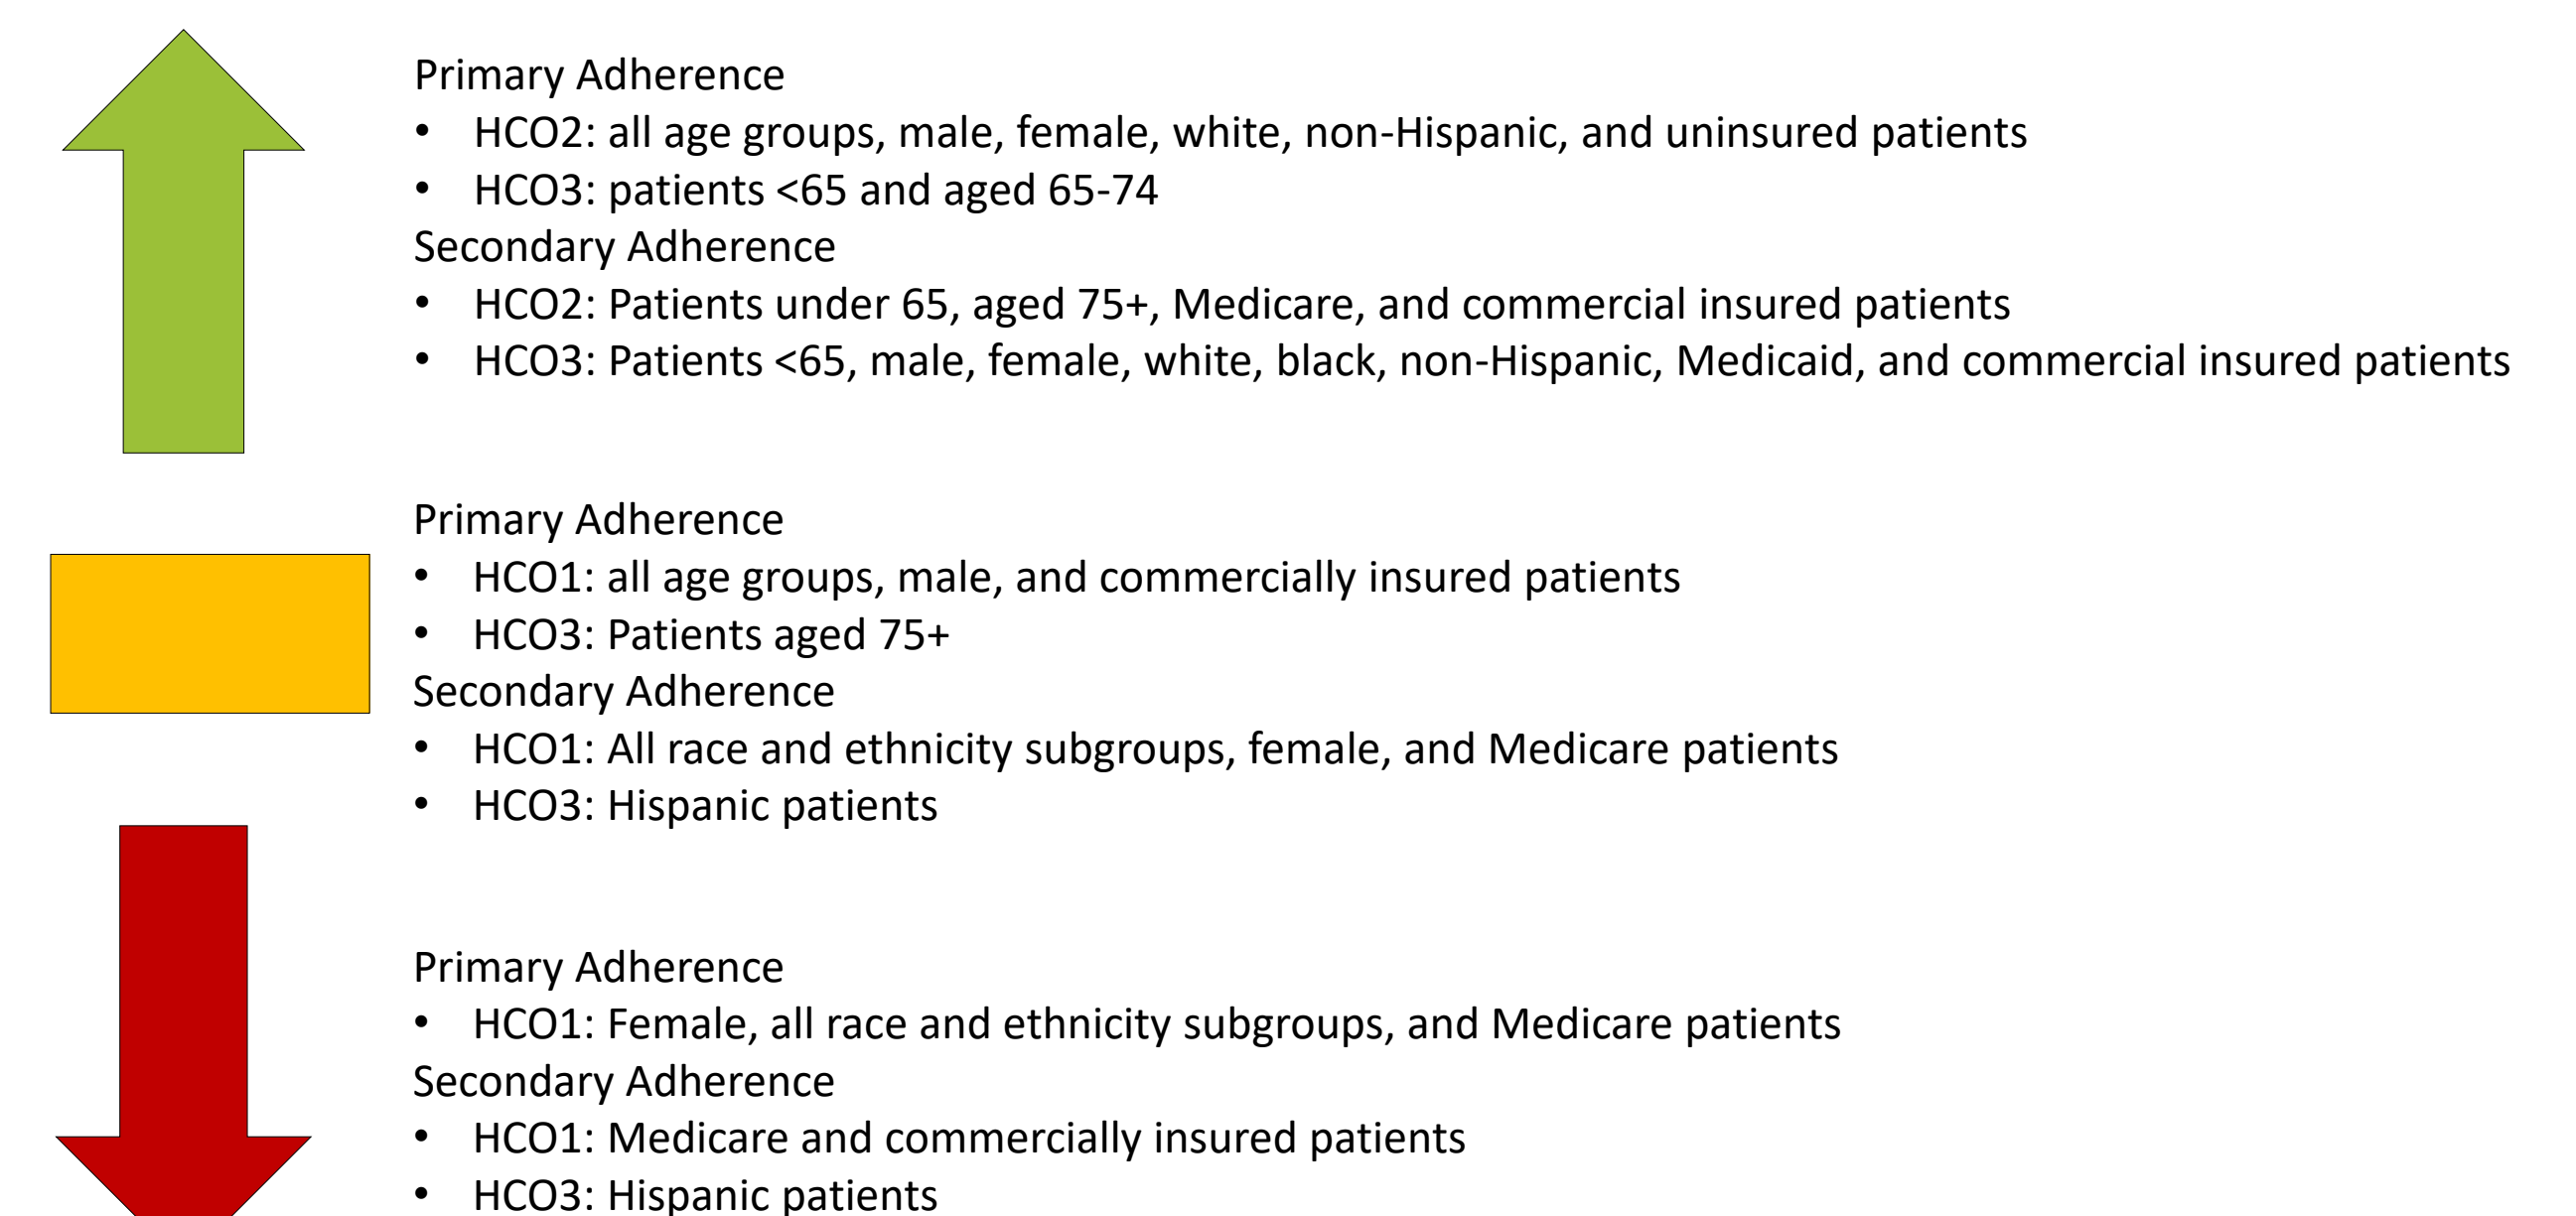 Primary Adherence
• HCO2: all age groups, male, female, white, non-Hispanic, and uninsured patients
• HCO3: patients <65 and aged 65-74
Secondary Adherence
• HCO2: Patients under 65, aged 75+, Medicare, and commercial insured patients
• HCO3: Patients <65, male, female, white, black, non-Hispanic, Medicaid, and commercial insured patients
Primary Adherence
• HCO1: all age groups, male, and commercially insured patients
• HCO3: Patients aged 75+
Secondary Adherence
• HCO1: All race and ethnicity subgroups, female, and Medicare patients
• HCO3: Hispanic patients
Primary Adherence
• HCO1: Female, all race and ethnicity subgroups, and Medicare patients
Secondary Adherence
• HCO1: Medicare and commercially insured patients
• HCO3: Hispanic patients